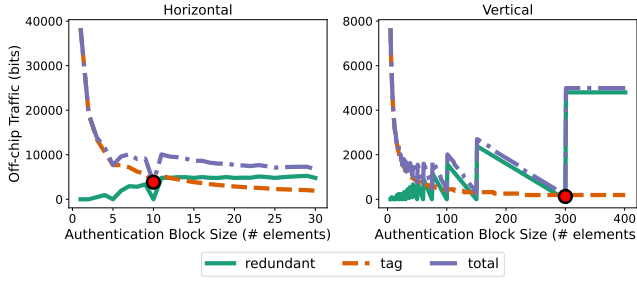 Horizontal
Vertical
Off-chip Traffic (bits)
40000
30000
20000
10000
0
0
5
10
15
20
25
30
Authentication Block Size (# elements)
8000
6000
4000
2000
0
0
100
200
300
400
Authentication Block Size (# elements
redundant
tag
total